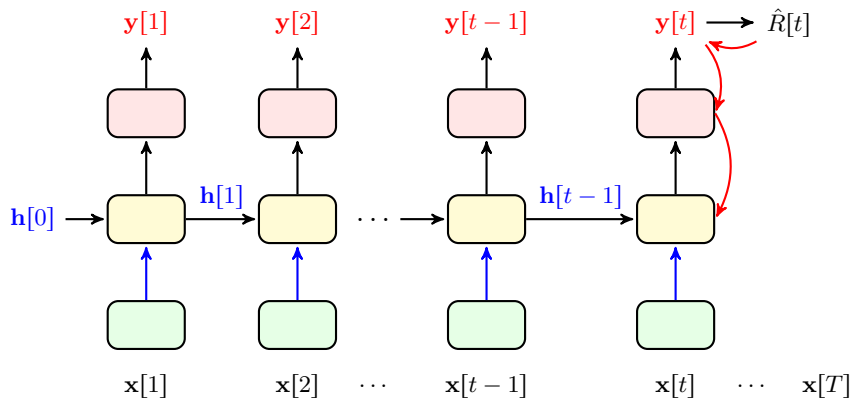 y[1] y[2] y[t − 1] y[t] R̂[t]
h[1] h[t − 1]
h[0] ···
x[1] x[2] ··· x[t − 1] x[t] ··· x[T]